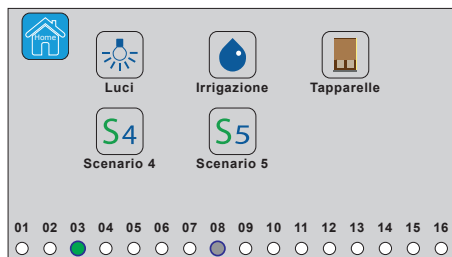 Home
Luci Irrigazione Tapparelle
S4 S5
Scenario 4 Scenario 5
01 02 03 04 05 06 07 08 09 10 11 12 13 14 15 16